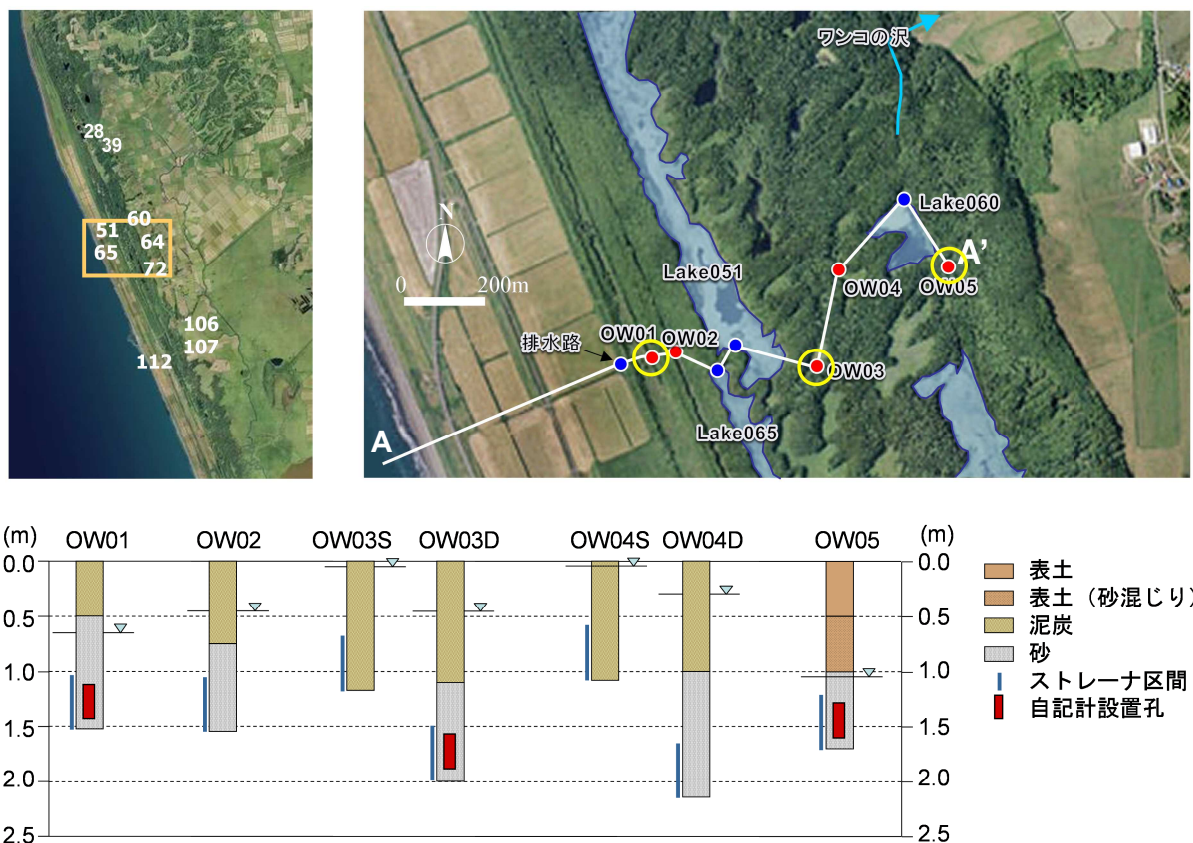 28
39
60
51
64
65
72
106
107
112
ワンコの沢
N
0 200m
Lake060
A’
OW05
OW04
Lake051
排水路
OW01
OW02
OW03
Lake065
A
(m) OW01 OW02 OW03S OW03D OW04S OW04D OW05 (m)
0.0 0.0
0.5 0.5
1.0 1.0
1.5 1.5
2.0 2.0
2.5 2.5
表土
表土（砂混じり）
泥炭
砂
ストレーナ区間
自記計設置孔